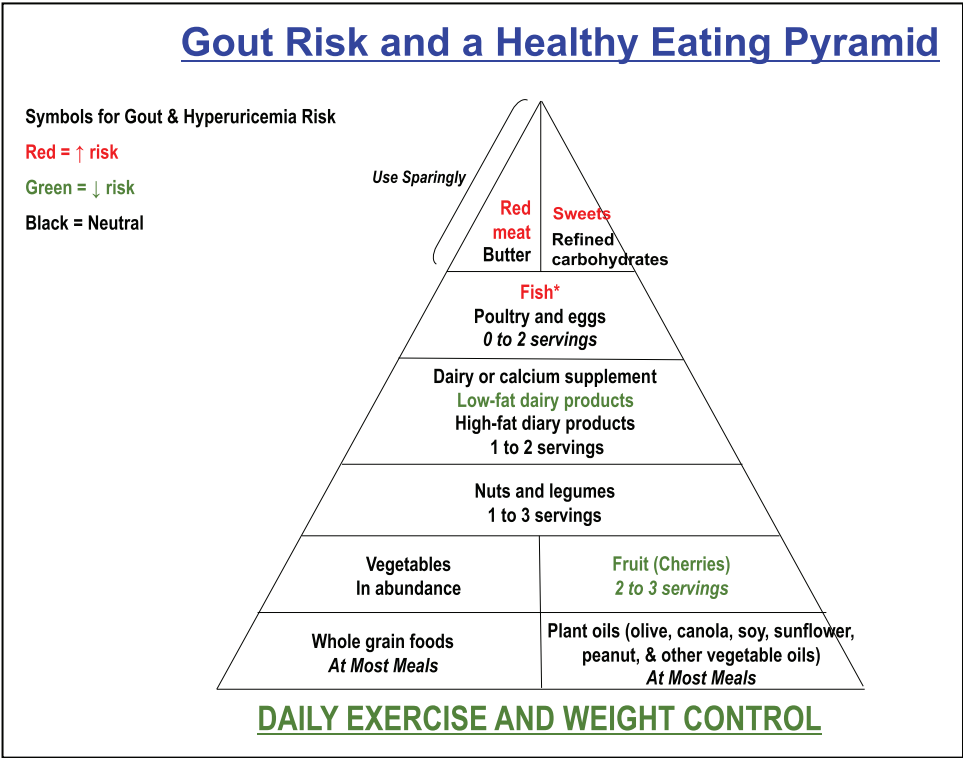 Gout Risk and a Healthy Eating Pyramid
Symbols for Gout & Hyperuricemia Risk
Red = ↑ risk
Green = ↓ risk
Black = Neutral
Use Sparingly
Red
meat
Butter
Sweets
Refined
carbohydrates
Fish*
Poultry and eggs
0 to 2 servings
Dairy or calcium supplement
Low-fat dairy products
High-fat diary products
1 to 2 servings
Nuts and legumes
1 to 3 servings
Vegetables
In abundance
Fruit (Cherries)
2 to 3 servings
Whole grain foods
At Most Meals
Plant oils (olive, canola, soy, sunflower,
peanut, & other vegetable oils)
At Most Meals
DAILY EXERCISE AND WEIGHT CONTROL